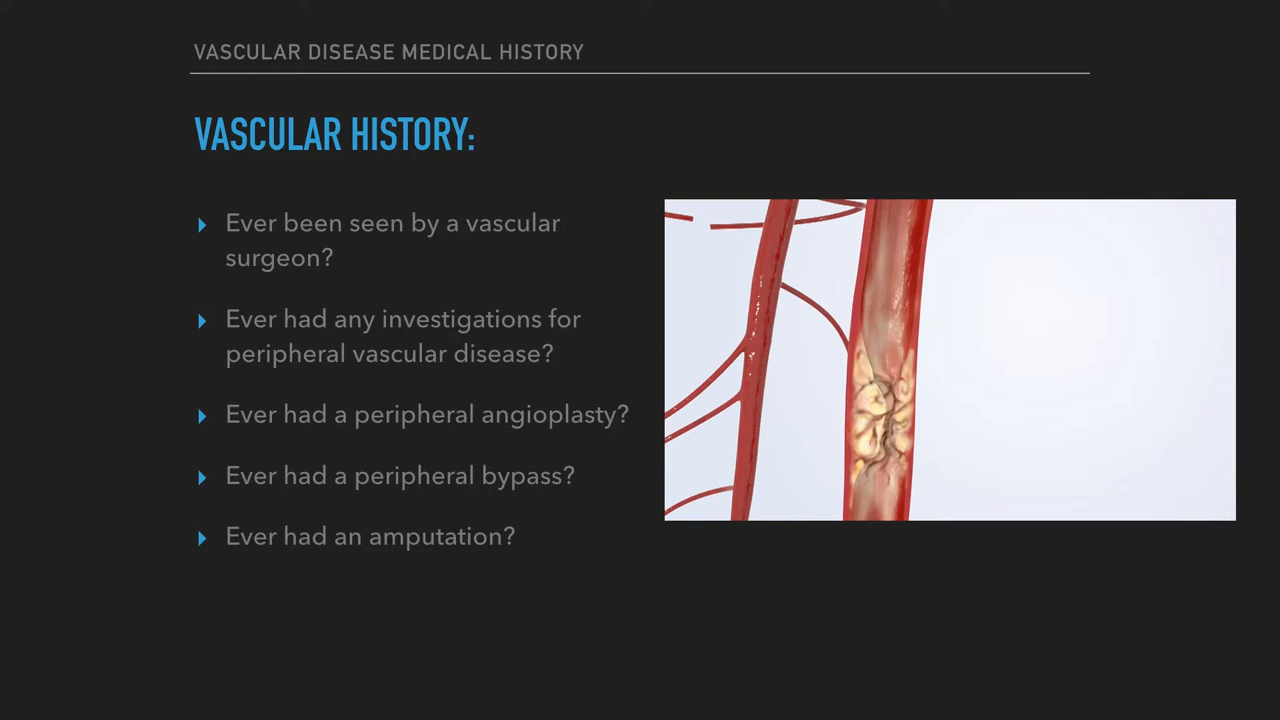 VASCULAR DISEASE MEDICAL HISTORY
VASCULAR HISTORY:
Ever been seen by a vascular
surgeon?
Ever had any investigations for
peripheral vascular disease?
Ever had a peripheral angioplasty?
Ever had a peripheral bypass?
Ever had an amputation?